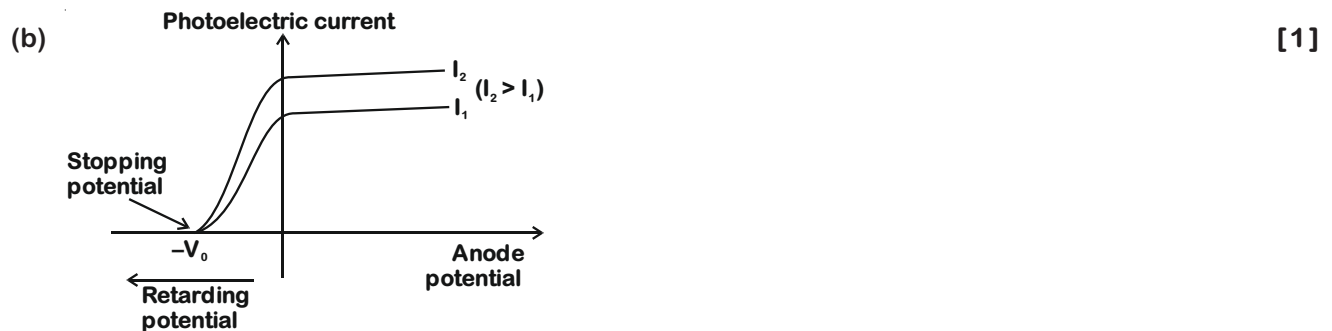 Photoelectric current
(b)
[1]
I₂
(I₂ > I₁)
I₁
Stopping
potential
–V₀
Anode
potential
Retarding
potential